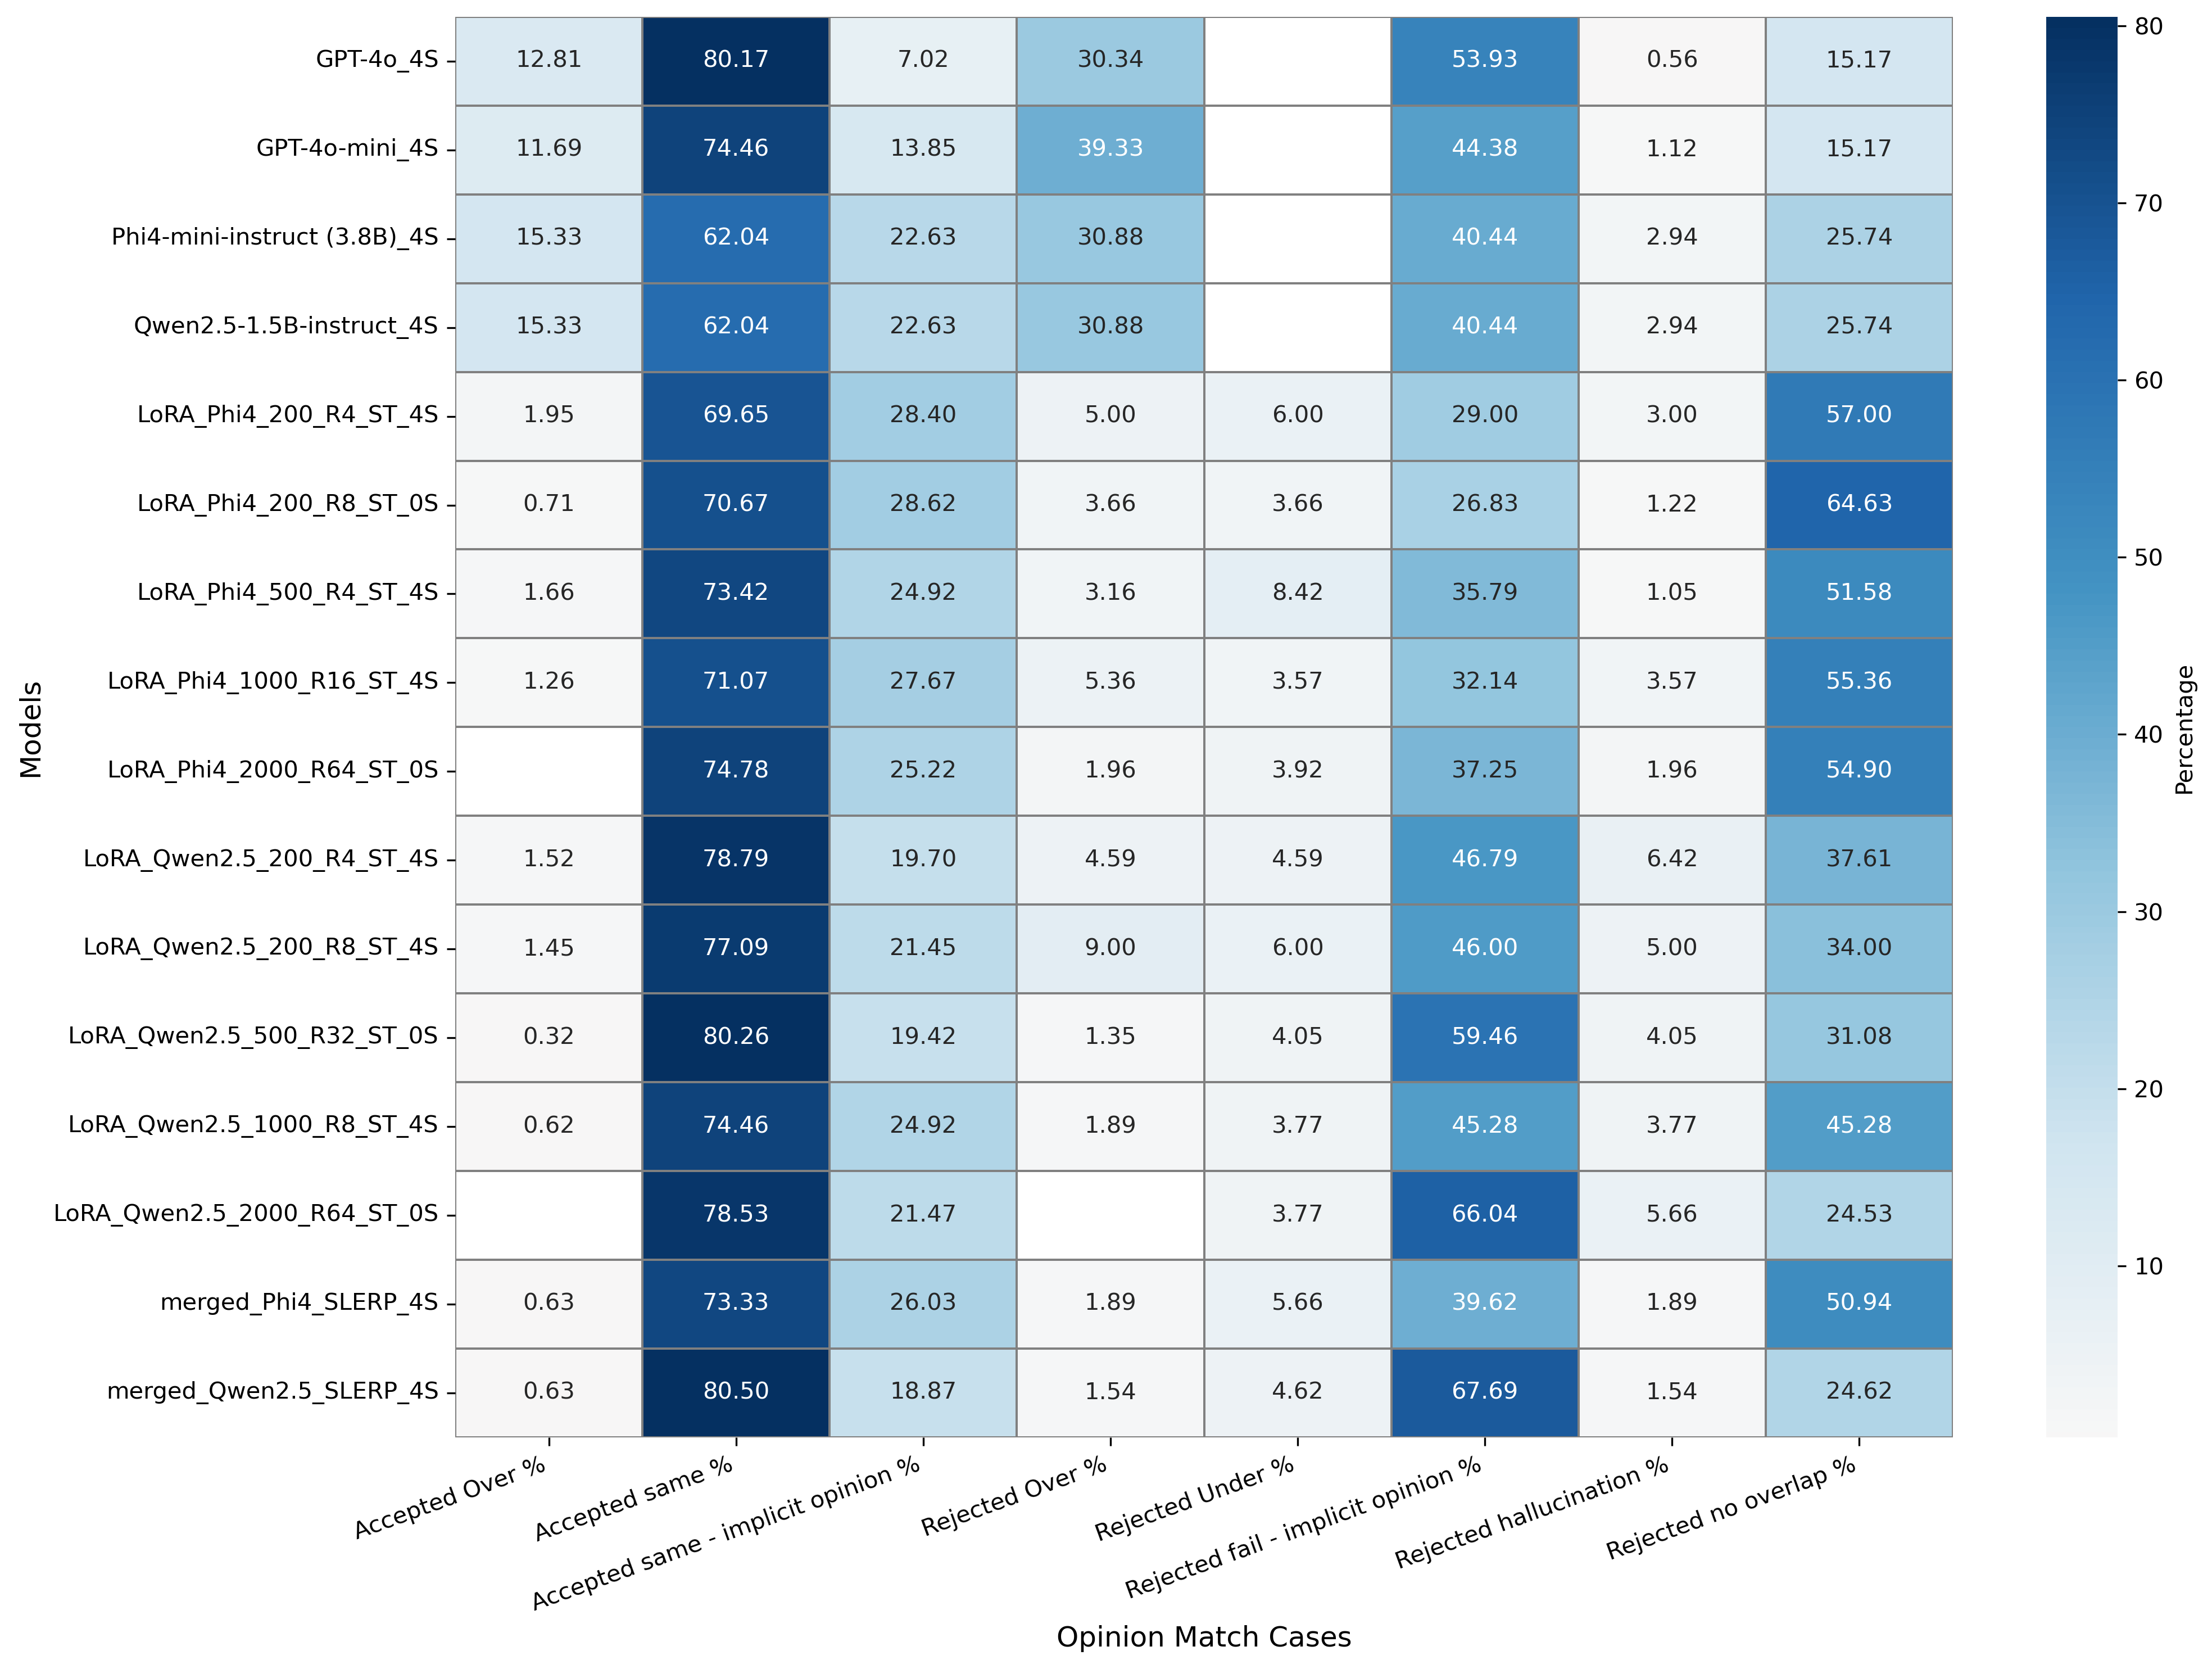 GPT-4o_4S 12.81 80.17 7.02 30.34 53.93 0.56 15.17
GPT-4o-mini_4S 11.69 74.46 13.85 39.33 44.38 1.12 15.17
Phi4-mini-instruct (3.8B)_4S 15.33 62.04 22.63 30.88 40.44 2.94 25.74
Qwen2.5-1.5B-instruct_4S 15.33 62.04 22.63 30.88 40.44 2.94 25.74
LoRA_Phi4_200_R4_ST_4S 1.95 69.65 28.40 5.00 6.00 29.00 3.00 57.00
LoRA_Phi4_200_R8_ST_0S 0.71 70.67 28.62 3.66 3.66 26.83 1.22 64.63
LoRA_Phi4_500_R4_ST_4S 1.66 73.42 24.92 3.16 8.42 35.79 1.05 51.58
LoRA_Phi4_1000_R16_ST_4S 1.26 71.07 27.67 5.36 3.57 32.14 3.57 55.36
LoRA_Phi4_2000_R64_ST_0S 74.78 25.22 1.96 3.92 37.25 1.96 54.90
LoRA_Qwen2.5_200_R4_ST_4S 1.52 78.79 19.70 4.59 4.59 46.79 6.42 37.61
LoRA_Qwen2.5_200_R8_ST_4S 1.45 77.09 21.45 9.00 6.00 46.00 5.00 34.00
LoRA_Qwen2.5_500_R32_ST_0S 0.32 80.26 19.42 1.35 4.05 59.46 4.05 31.08
LoRA_Qwen2.5_1000_R8_ST_4S 0.62 74.46 24.92 1.89 3.77 45.28 3.77 45.28
LoRA_Qwen2.5_2000_R64_ST_0S 78.53 21.47 3.77 66.04 5.66 24.53
merged_Phi4_SLERP_4S 0.63 73.33 26.03 1.89 5.66 39.62 1.89 50.94
merged_Qwen2.5_SLERP_4S 0.63 80.50 18.87 1.54 4.62 67.69 1.54 24.62
Models
Accepted Over %
Accepted same %
Accepted same - implicit opinion %
Rejected Over %
Rejected Under %
Rejected fail - implicit opinion %
Rejected hallucination %
Rejected no overlap %
Opinion Match Cases
80
70
60
50
40
30
20
10
Percentage